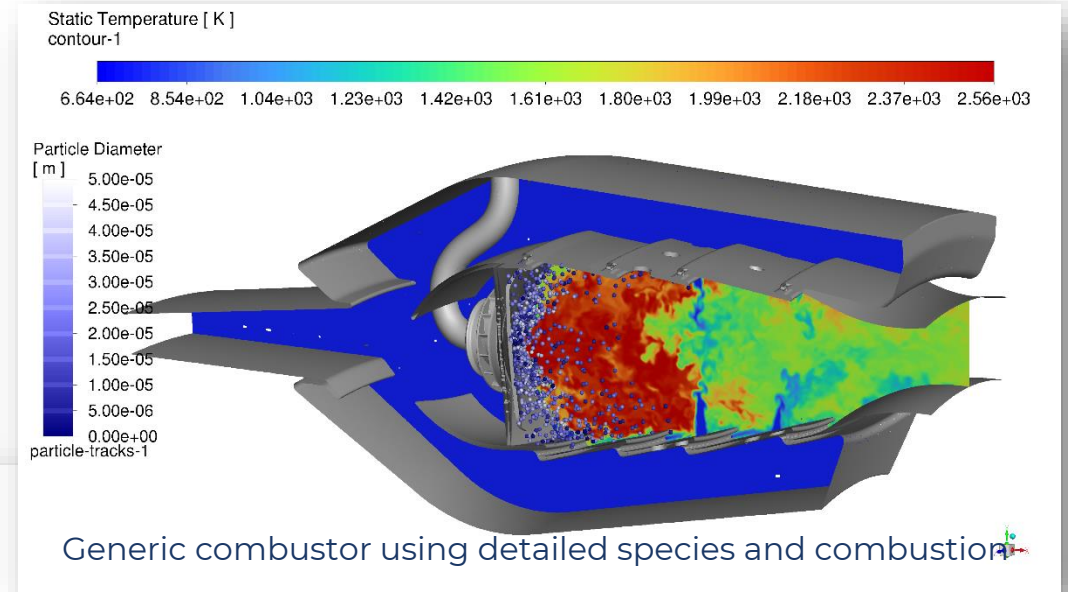 Static Temperature [ K ]
contour-1
6.64e+02 8.54e+02 1.04e+03 1.23e+03 1.42e+03 1.61e+03 1.80e+03 1.99e+03 2.18e+03 2.37e+03 2.56e+03
Particle Diameter
[ m ]
5.00e-05
4.50e-05
4.00e-05
3.50e-05
3.00e-05
2.50e-05
2.00e-05
1.50e-05
1.00e-05
5.00e-06
0.00e+00
particle-tracks-1
Generic combustor using detailed species and combustion